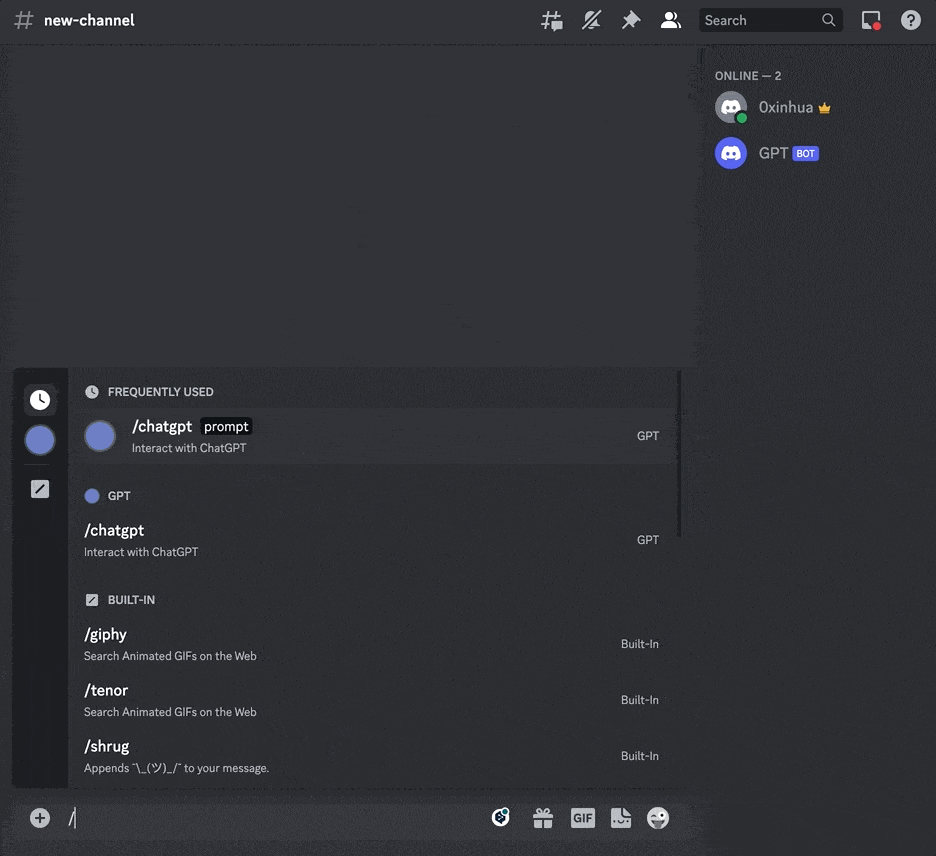 # new-channel
Search
ONLINE — 2
0xinhua
GPT BOT
FREQUENTLY USED
/chatgpt prompt
Interact with ChatGPT
GPT
GPT
/chatgpt
Interact with ChatGPT
GPT
BUILT-IN
/giphy
Search Animated GIFs on the Web
Built-In
/tenor
Search Animated GIFs on the Web
Built-In
/shrug
Appends ¯\_(ツ)_/¯ to your message.
Built-In
/
GIF